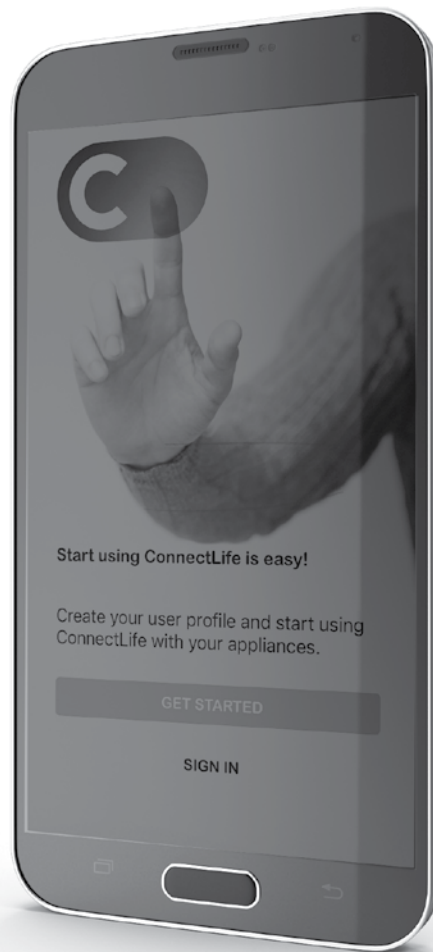 C
Start using ConnectLife is easy!
Create your user profile and start using
ConnectLife with your appliances.
GET STARTED
SIGN IN